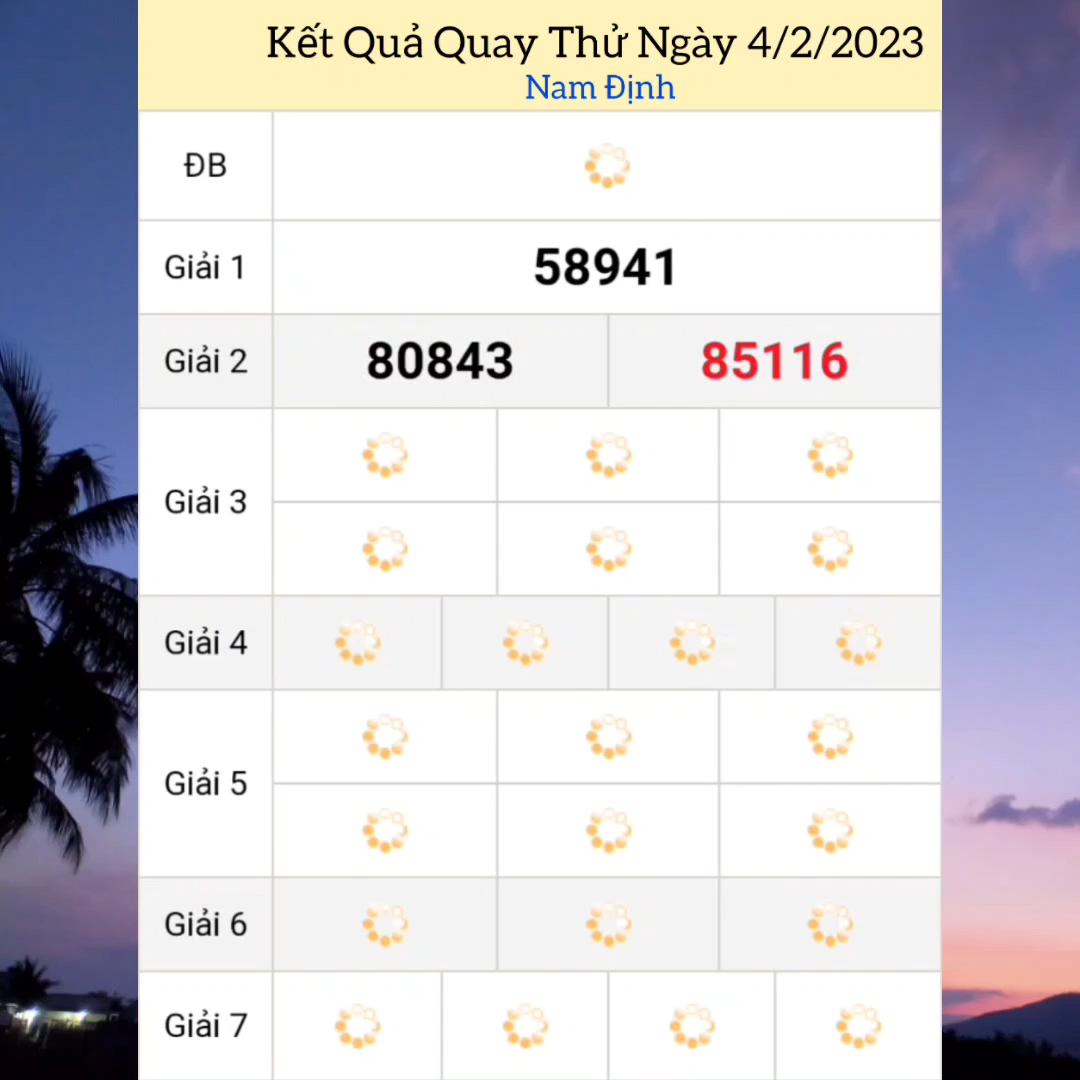 Kết Quả Quay Thử Ngày 4/2/2023
Nam Định
ĐB
Giải 1 58941
Giải 2 80843 85116
Giải 3
Giải 4
Giải 5
Giải 6
Giải 7